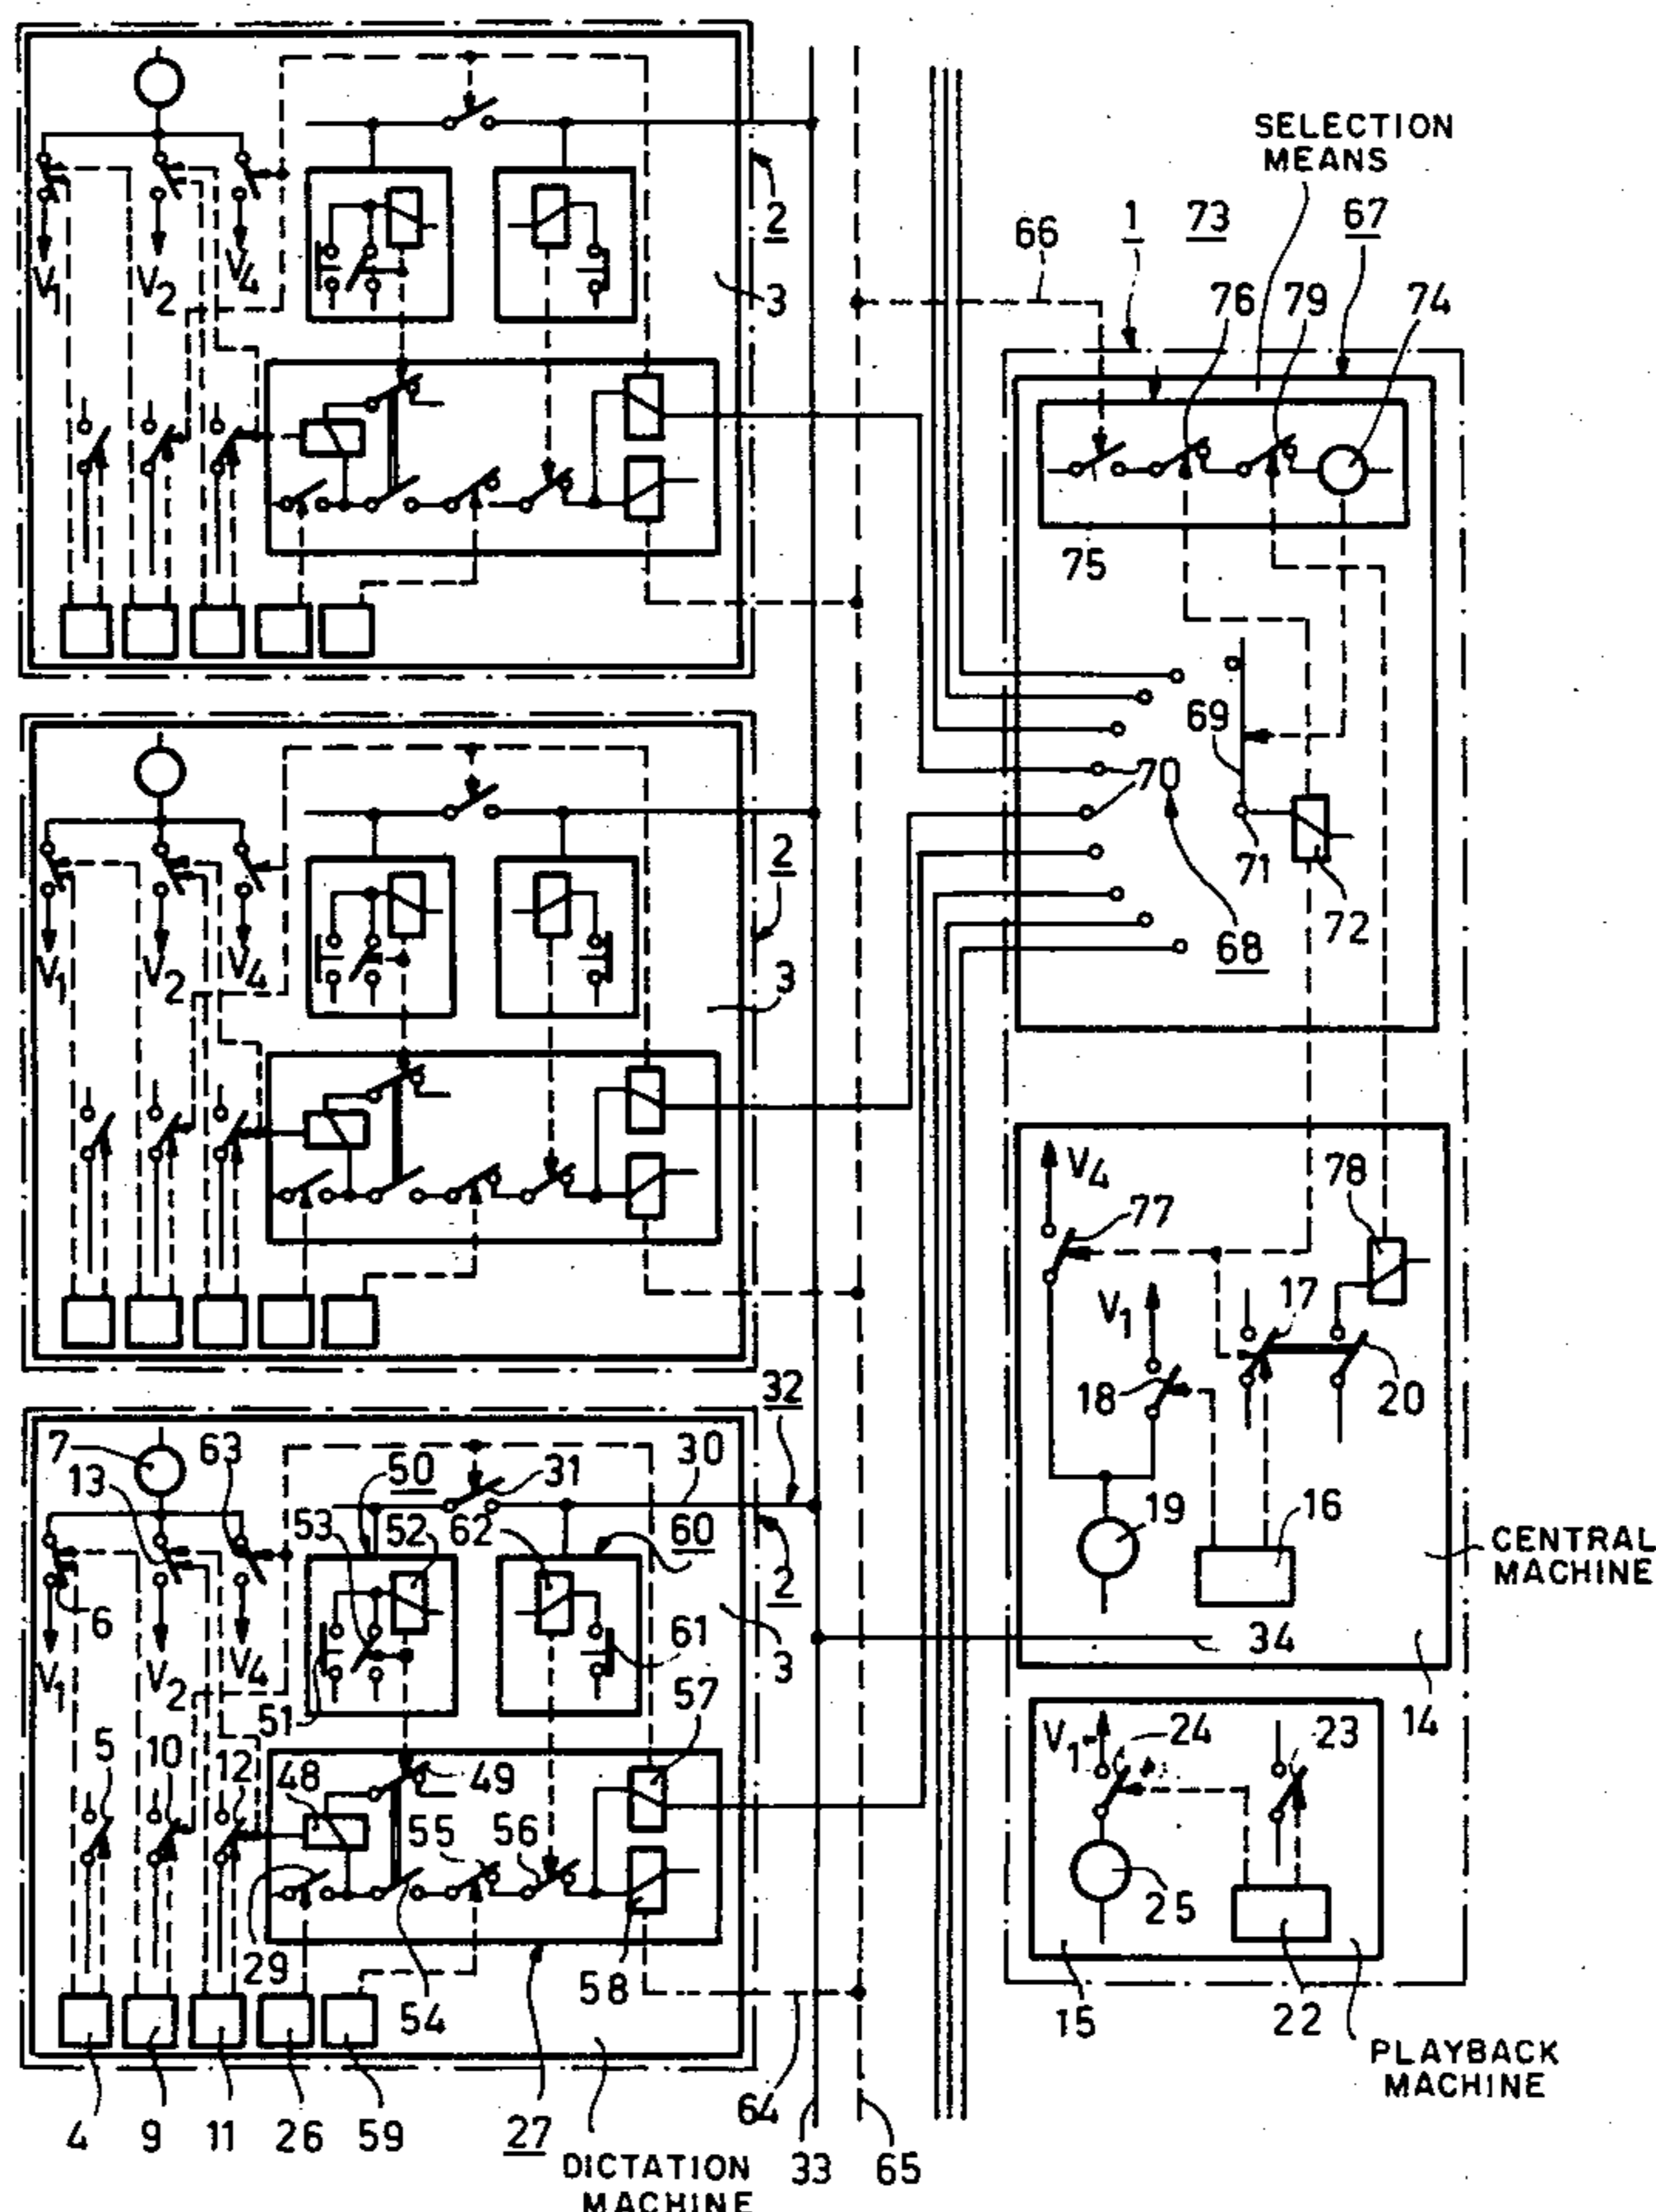 SELECTION
MEANS
66 1 73 67
2
V1 V2 V4
3
76 79 74
75
69
70
71
72
68
2
V1 V2 V4
3
V4
77
78
17
V1
18
20
32
7 63 50 31 30
13
53 52 62 60
19
16
2
CENTRAL
MACHINE
6
61
3
34
V1 V2 V4
51
57
14
5 10 12
48 49
V1 24 23
55 56
25
29
58
54
15
22
64
PLAYBACK
MACHINE
4 9 11 26 59 27
33 65
DICTATION
MACHINE